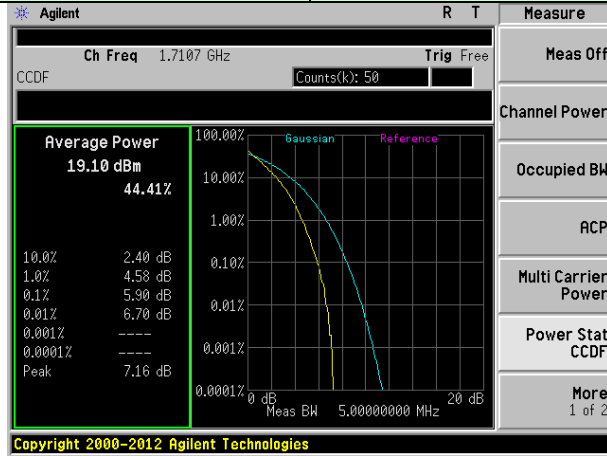 Agilent R T Measure
Ch Freq 1.7107 GHz Trig Free
CCDF Counts(k): 50
Meas Off
Channel Power
Occupied BW
ACP
Multi Carrier
Power
Power Stat
CCDF
More
1 of 2
Average Power
19.10 dBm
44.41%
10.0% 2.40 dB
1.0% 4.58 dB
0.1% 5.90 dB
0.01% 6.70 dB
0.001% ----
0.0001% ----
Peak 7.16 dB
Gaussian Reference
100.00%
10.00%
1.00%
0.10%
0.01%
0.001%
0.0001%
0 dB 20 dB
Meas BW 5.00000000 MHz
Copyright 2000-2012 Agilent Technologies